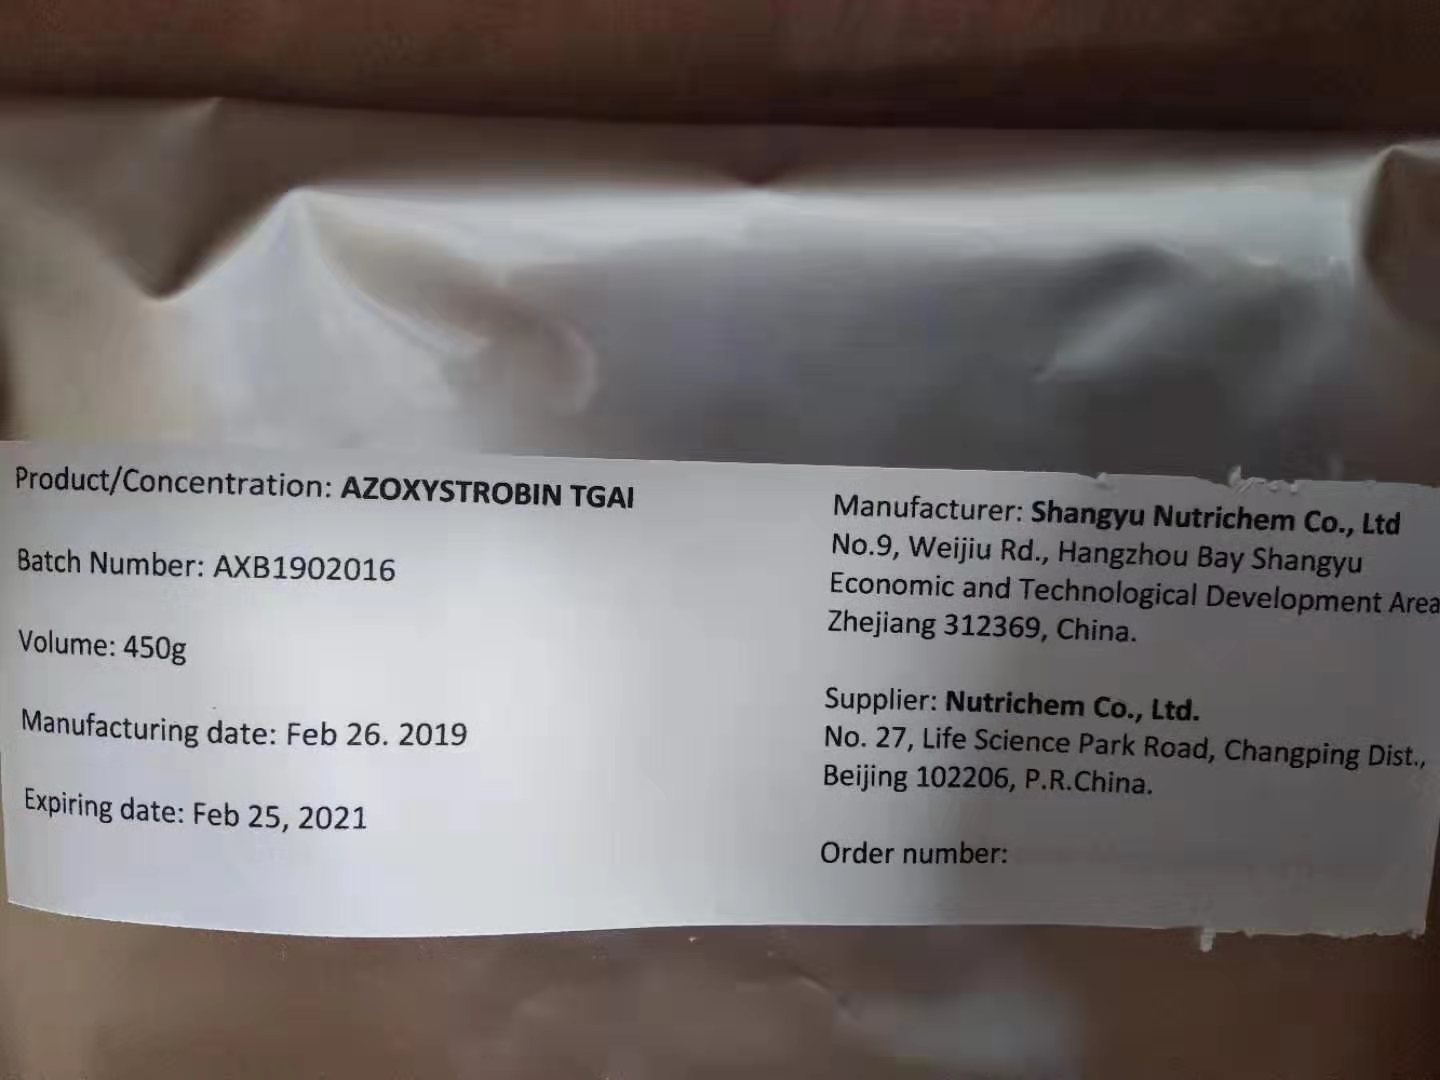 Product/Concentration: AZOXYSTROBIN TGAI
Batch Number: AXB1902016
Volume: 450g
Manufacturing date: Feb 26. 2019
Expiring date: Feb 25, 2021
Manufacturer: Shangyu Nutrichem Co., Ltd
No.9, Weijiu Rd., Hangzhou Bay Shangyu
Economic and Technological Development Area
Zhejiang 312369, China.
Supplier: Nutrichem Co., Ltd.
No. 27, Life Science Park Road, Changping Dist.,
Beijing 102206, P.R.China.
Order number: